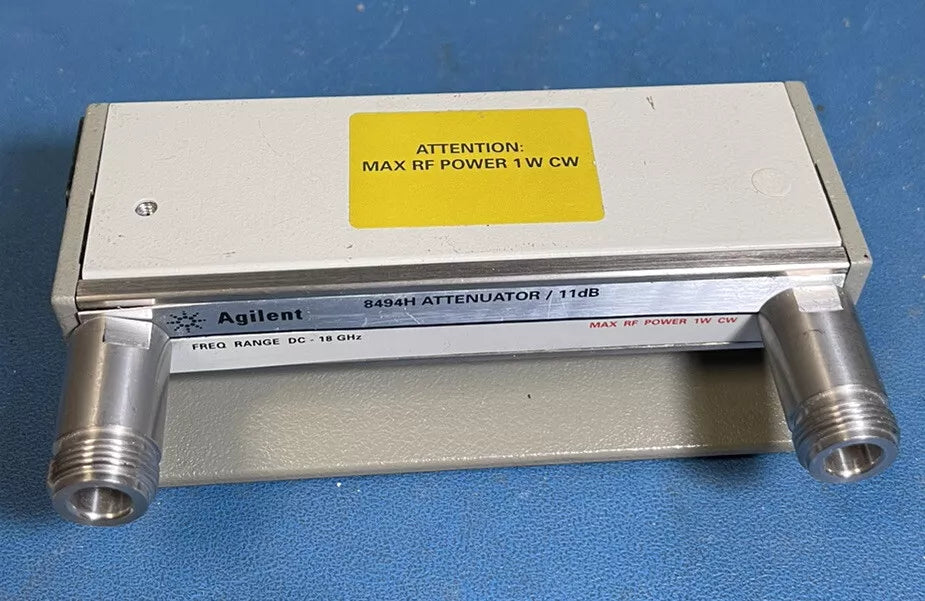 ATTENTION:
MAX RF POWER 1 W CW
8494H ATTENUATOR / 11dB
Agilent
FREQ RANGE DC - 18 GHz
MAX RF POWER 1W CW